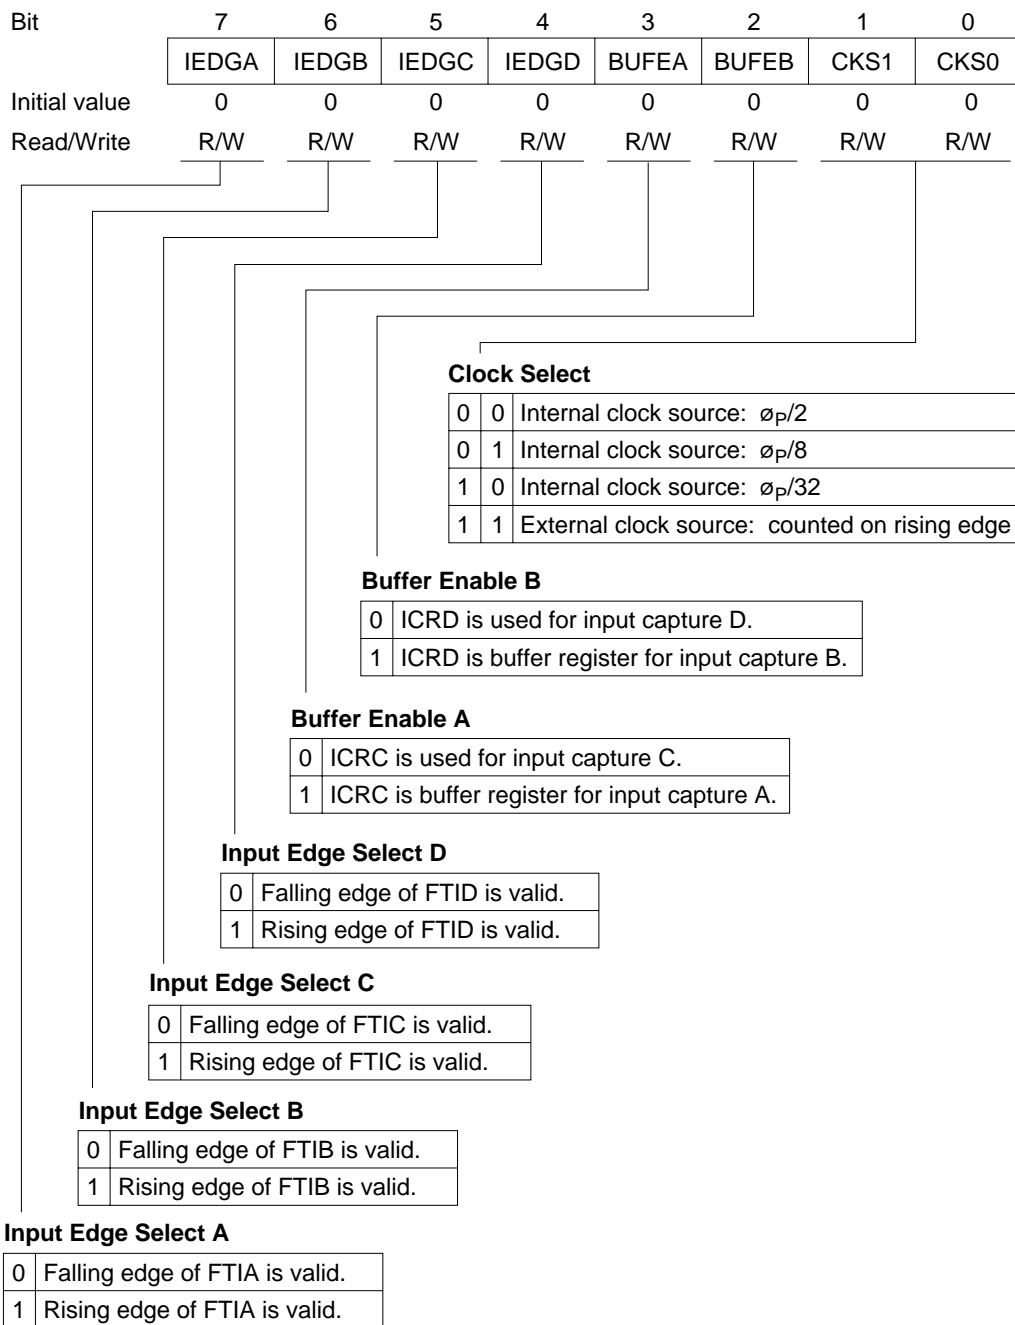 Bit 7 6 5 4 3 2 1 0
IEDGA IEDGB IEDGC IEDGD BUFEA BUFEB CKS1 CKS0
Initial value 0 0 0 0 0 0 0 0
Read/Write R/W R/W R/W R/W R/W R/W R/W R/W
Clock Select
0 0 Internal clock source: øP/2
0 1 Internal clock source: øP/8
1 0 Internal clock source: øP/32
1 1 External clock source: counted on rising edge
Buffer Enable B
0 ICRD is used for input capture D.
1 ICRD is buffer register for input capture B.
Buffer Enable A
0 ICRC is used for input capture C.
1 ICRC is buffer register for input capture A.
Input Edge Select D
0 Falling edge of FTID is valid.
1 Rising edge of FTID is valid.
Input Edge Select C
0 Falling edge of FTIC is valid.
1 Rising edge of FTIC is valid.
Input Edge Select B
0 Falling edge of FTIB is valid.
1 Rising edge of FTIB is valid.
Input Edge Select A
0 Falling edge of FTIA is valid.
1 Rising edge of FTIA is valid.